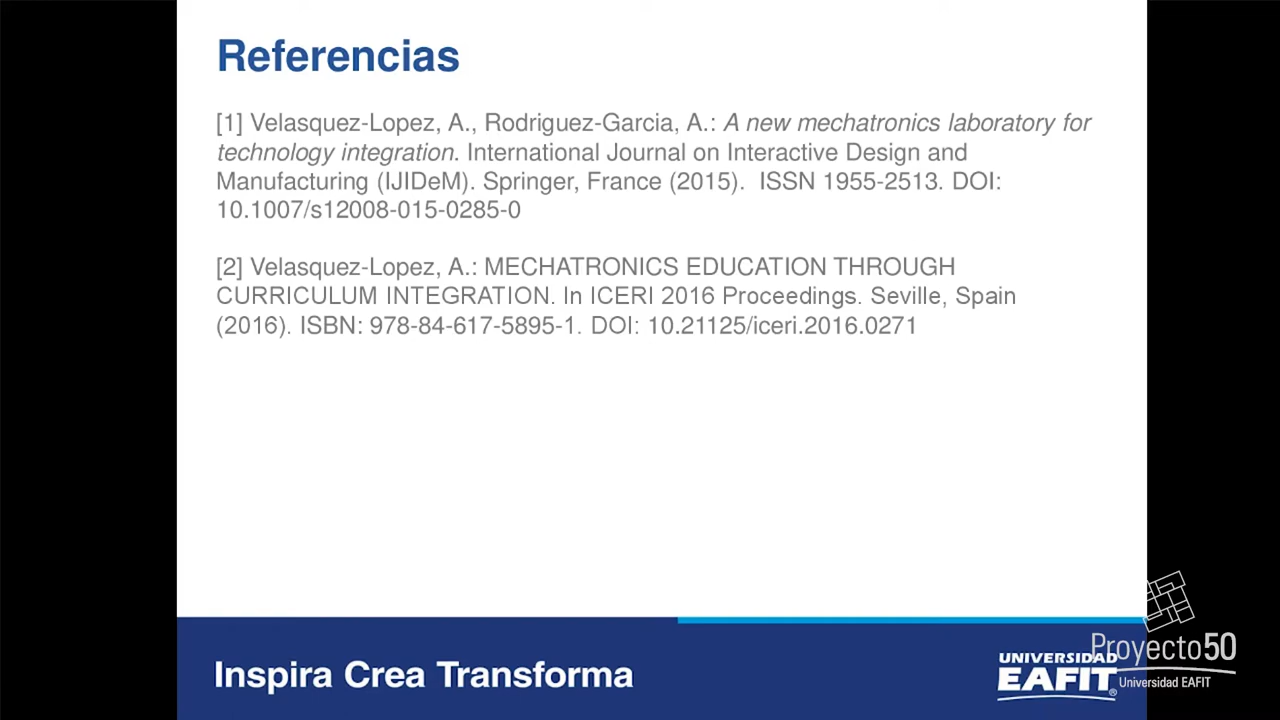 Referencias
[1] Velasquez-Lopez, A., Rodriguez-Garcia, A.: A new mechatronics laboratory for
technology integration. International Journal on Interactive Design and
Manufacturing (IJIDeM). Springer, France (2015).  ISSN 1955-2513. DOI:
10.1007/s12008-015-0285-0
[2] Velasquez-Lopez, A.: MECHATRONICS EDUCATION THROUGH
CURRICULUM INTEGRATION. In ICERI 2016 Proceedings. Seville, Spain
(2016). ISBN: 978-84-617-5895-1. DOI: 10.21125/iceri.2016.0271
Inspira Crea Transforma
UNIVERSIDAD
EAFIT®
Proyecto50
Universidad EAFIT